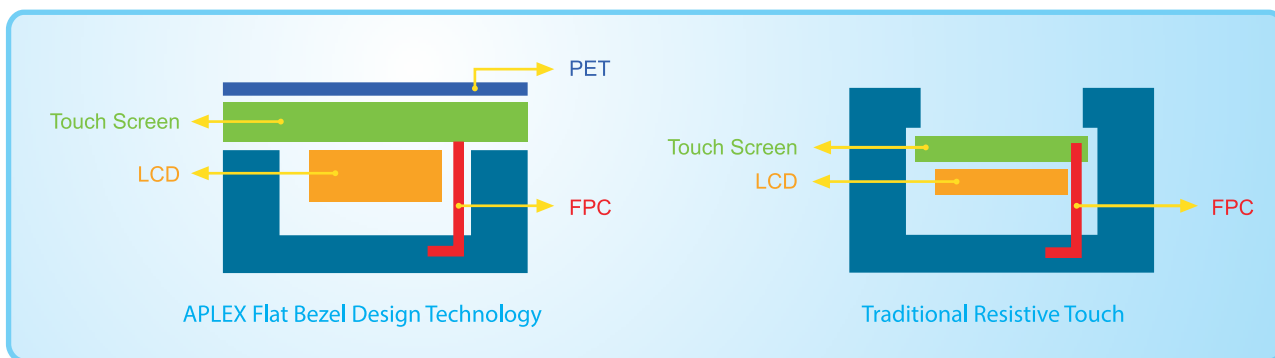 PET
Touch Screen
LCD
FPC
APLEX Flat Bezel Design Technology
Touch Screen
LCD
FPC
Traditional Resistive Touch